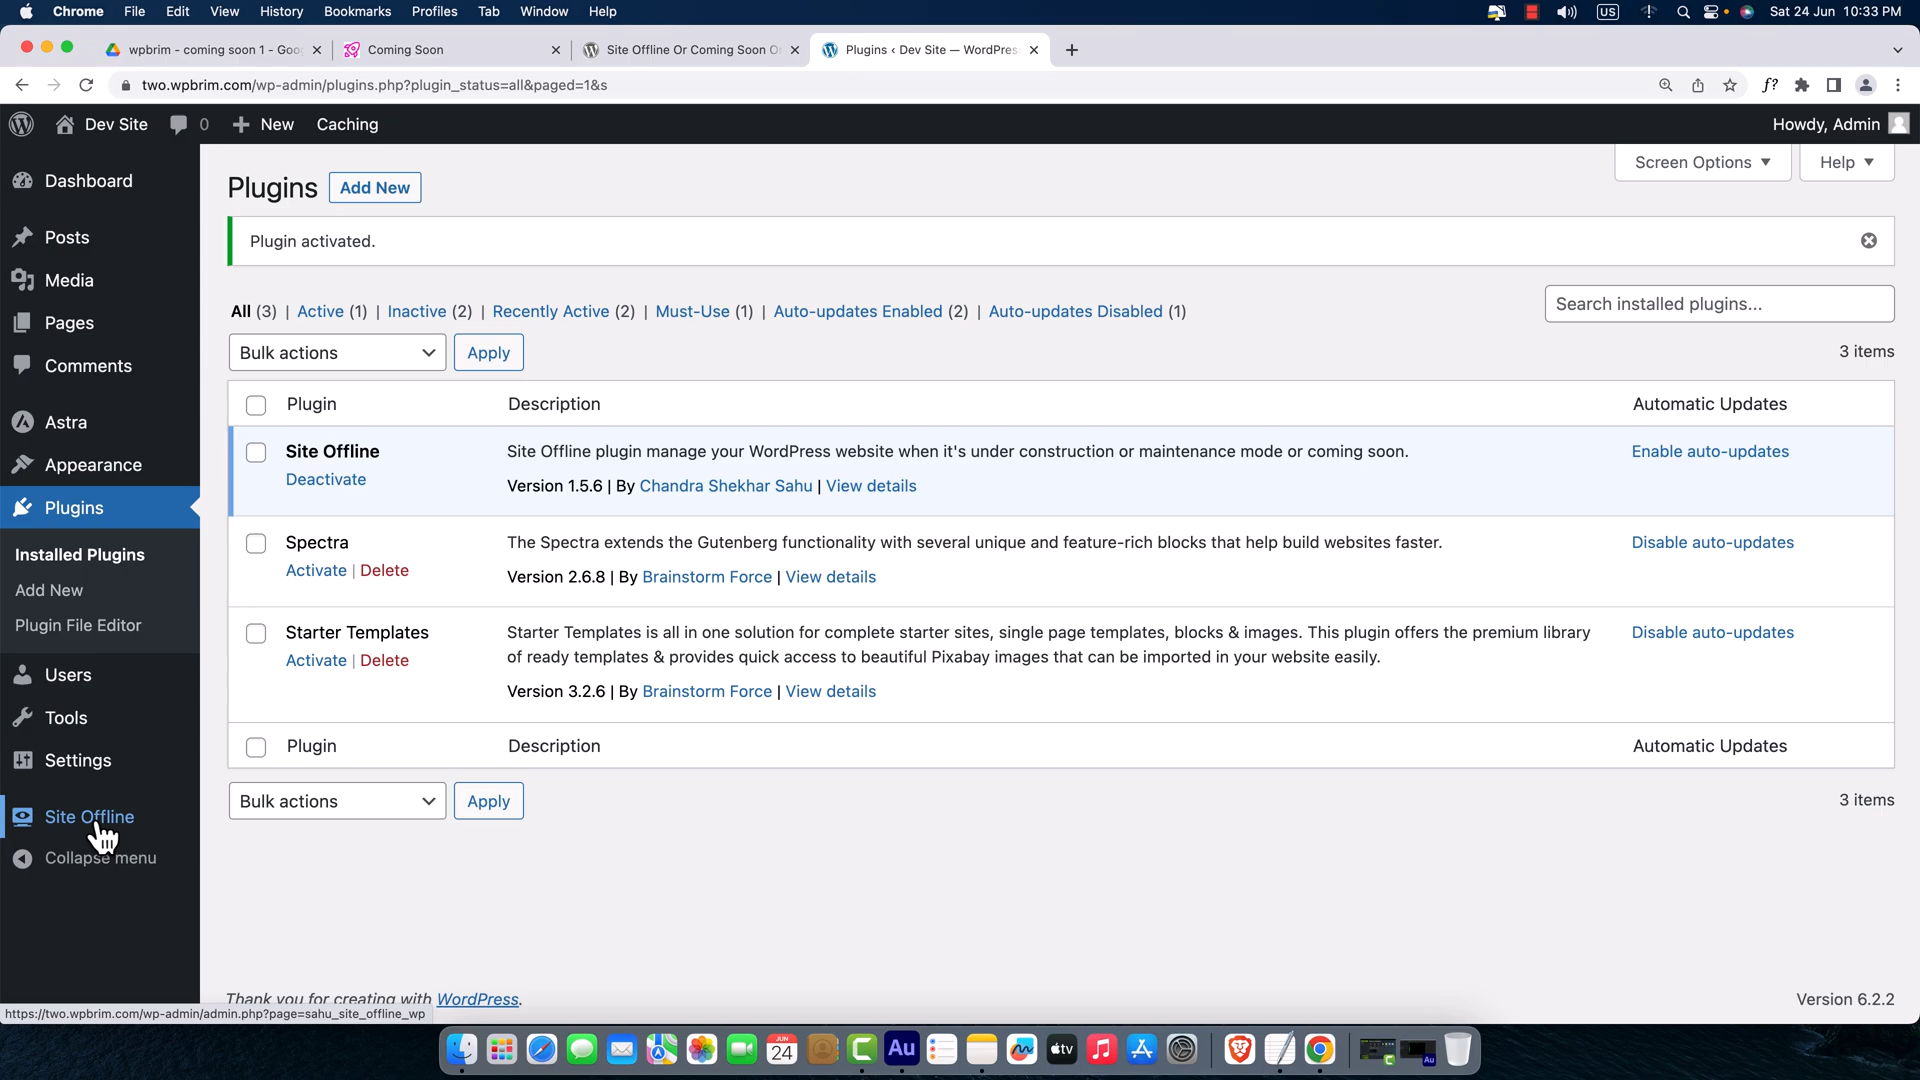 Chrome File Edit View History Bookmarks Profiles Tab Window Help US Sat 24 Jun 10:33 PM
wpbrim - coming soon 1 - Goo Coming Soon Site Offline Or Coming Soon O Plugins ‹ Dev Site — WordPres
two.wpbrim.com/wp-admin/plugins.php?plugin_status=all&paged=1&s f?
Dev Site 0 New Caching Howdy, Admin
Screen Options Help
Dashboard
Posts
Media
Pages
Comments
Astra
Appearance
Plugins
Installed Plugins
Add New
Plugin File Editor
Users
Tools
Settings
Site Offline
Collapse menu
Plugins Add New
Plugin activated.
All (3) | Active (1) | Inactive (2) | Recently Active (2) | Must-Use (1) | Auto-updates Enabled (2) | Auto-updates Disabled (1)
Search installed plugins...
Bulk actions Apply 3 items
Plugin Description Automatic Updates
Site Offline Site Offline plugin manage your WordPress website when it's under construction or maintenance mode or coming soon. Enable auto-updates
Deactivate Version 1.5.6 | By Chandra Shekhar Sahu | View details
Spectra The Spectra extends the Gutenberg functionality with several unique and feature-rich blocks that help build websites faster. Disable auto-updates
Activate | Delete Version 2.6.8 | By Brainstorm Force | View details
Starter Templates Starter Templates is all in one solution for complete starter sites, single page templates, blocks & images. This plugin offers the premium library Disable auto-updates
Activate | Delete of ready templates & provides quick access to beautiful Pixabay images that can be imported in your website easily.
Version 3.2.6 | By Brainstorm Force | View details
Plugin Description Automatic Updates
Bulk actions Apply 3 items
Thank you for creating with WordPress. Version 6.2.2
https://two.wpbrim.com/wp-admin/admin.php?page=sahu_site_offline_wp
JUN 24 Au tv C Au